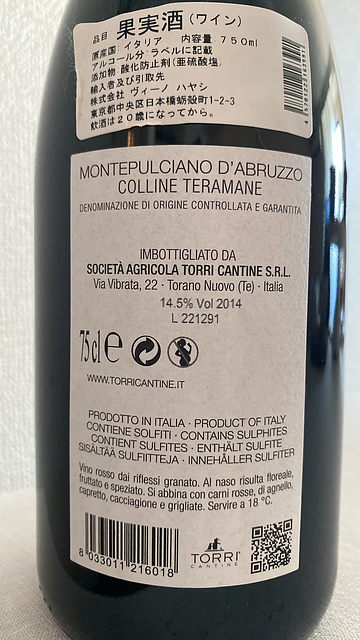 品目 果実酒(ワイン)
原産国:イタリア 内容量:750ml
アルコール分:ラベルに記載
添加物:酸化防止剤(亜硫酸塩)
輸入者及び引取先
株式会社 ヴィーノ ハヤシ
東京都中央区日本橋蛎殻町1-2-3
飲酒は20歳になってから。
MONTEPULCIANO D'ABRUZZO
COLLINE TERAMANE
DENOMINAZIONE DI ORIGINE CONTROLLATA E GARANTITA
IMBOTTIGLIATO DA
SOCIETÀ AGRICOLA TORRI CANTINE S.R.L.
Via Vibrata, 22 · Torano Nuovo (Te) · Italia
14.5% Vol 2014
L 221291
75 cl e
WWW.TORRICANTINE.IT
PRODOTTO IN ITALIA · PRODUCT OF ITALY
CONTIENE SOLFITI · CONTAINS SULPHITES
CONTIENT SULFITES · ENTHÄLT SULFITE
SISÄLTÄÄ SULFIITTEJA · INNEHÅLLER SULFITER
Vino rosso dai riflessi granato. Al naso risulta floreale,
fruttato e speziato. Si abbina con carni rosse, di agnello,
capretto, cacciagione e grigliate. Servire a 18 °C.
8 033011 216018
TORRI
CANTINE